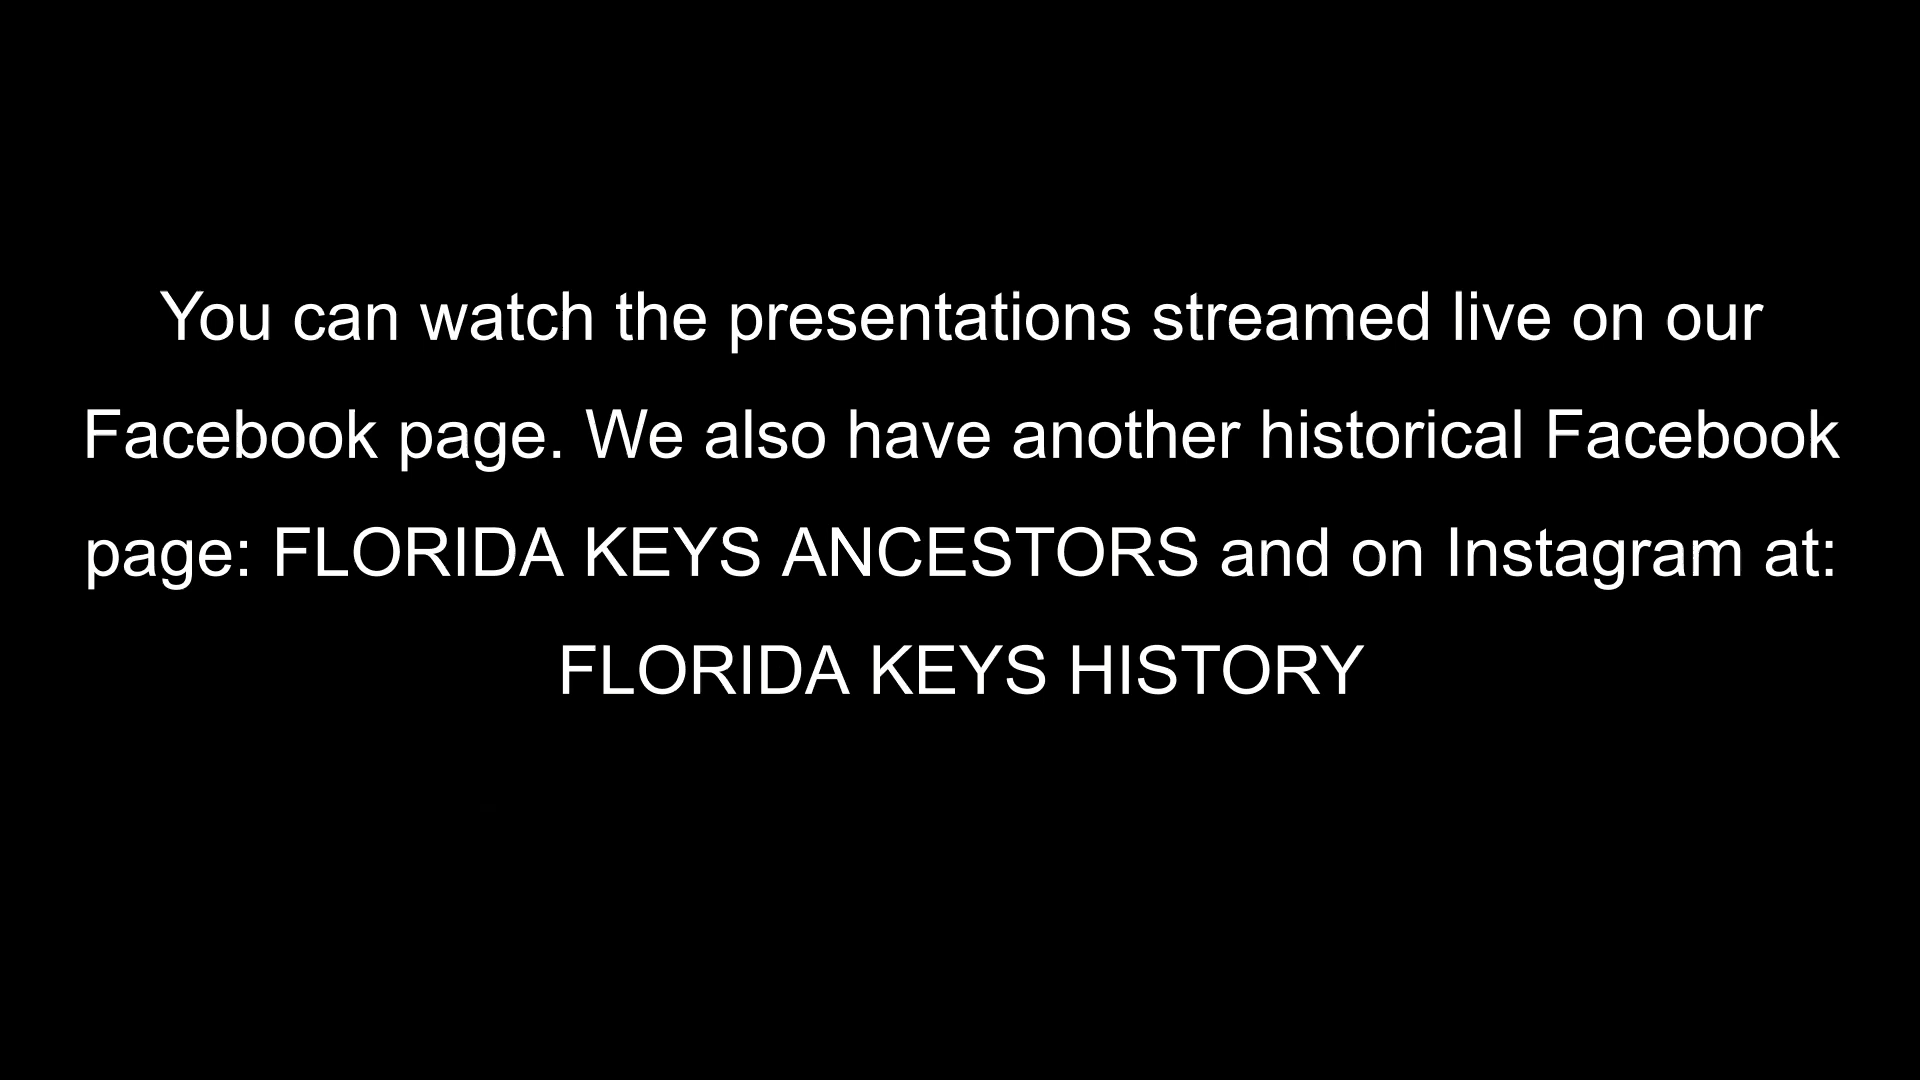 You can watch the presentations streamed live on our
Facebook page. We also have another historical Facebook
page: FLORIDA KEYS ANCESTORS and on Instagram at:
FLORIDA KEYS HISTORY